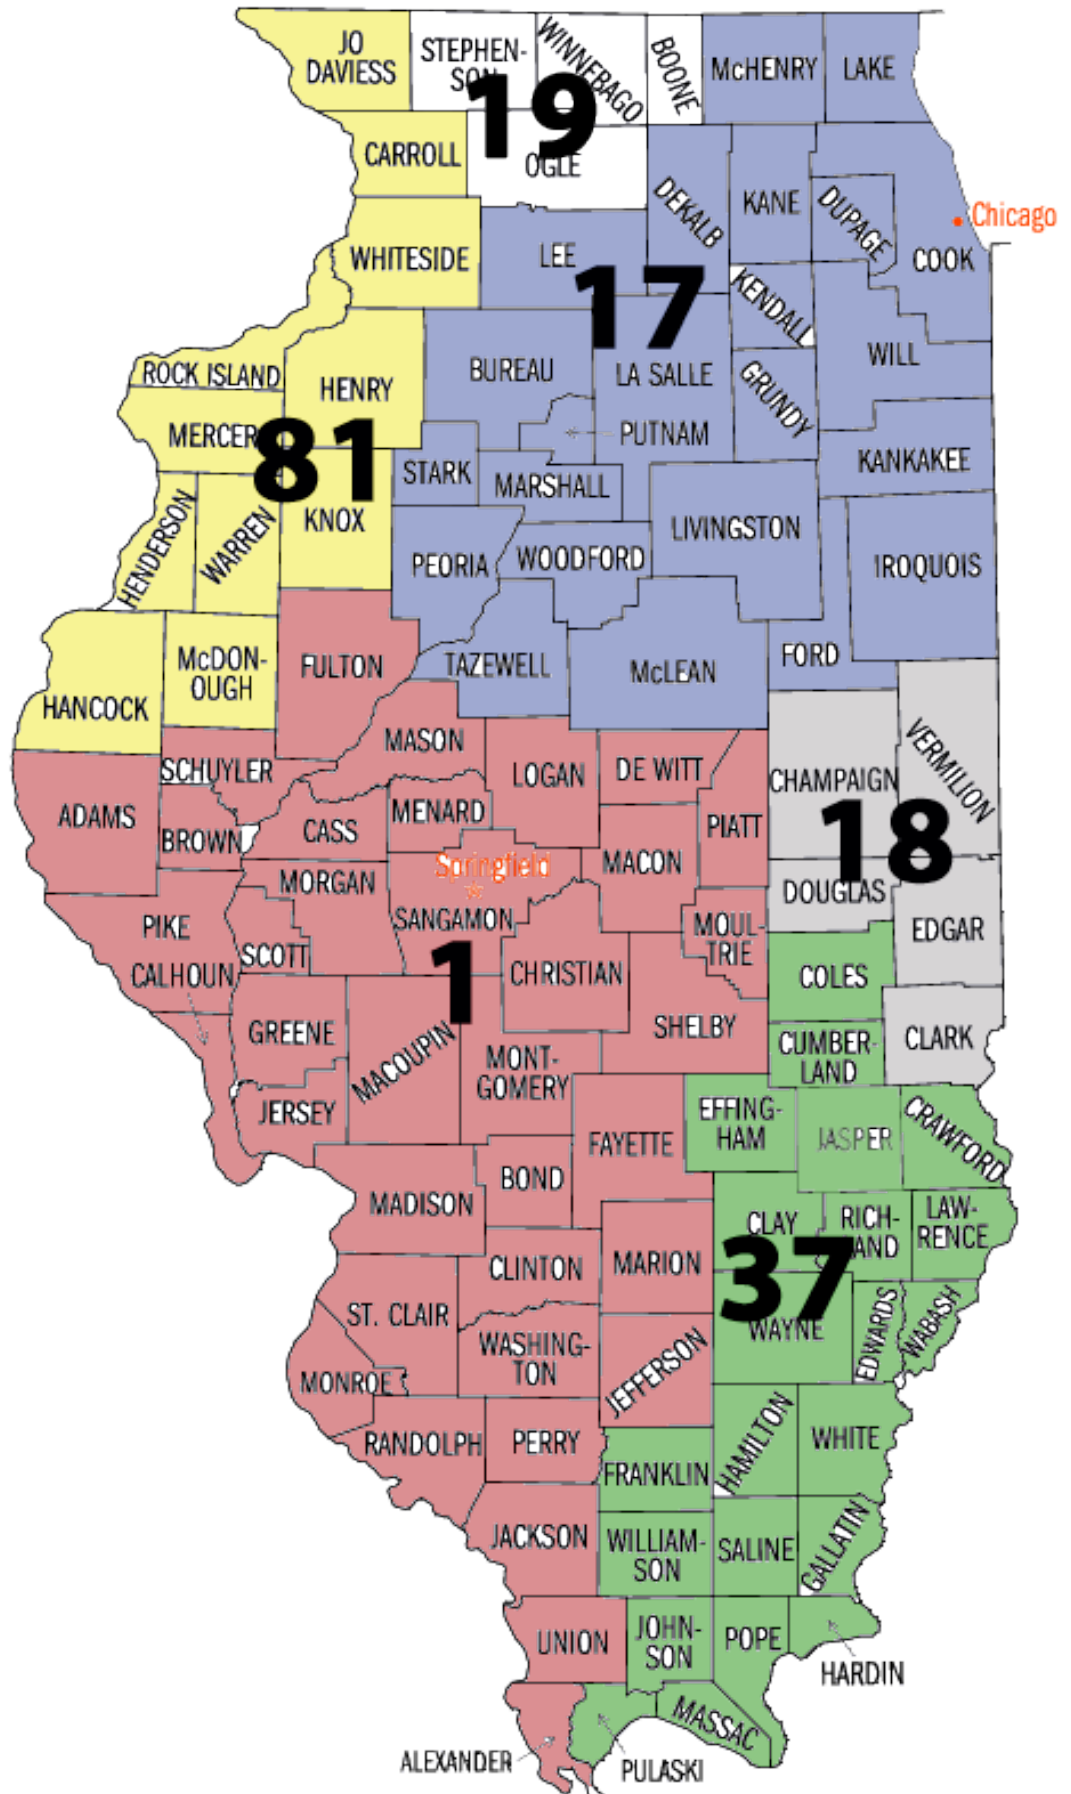 JO
DAVIESS
STEPHEN-
SON
WINNEBAGO
BOONE
McHENRY
LAKE
19
CARROLL
OGLE
DEKALB
KANE
DUPAGE
Chicago
COOK
WHITESIDE
LEE
17
KENDALL
ROCK ISLAND
HENRY
BUREAU
LA SALLE
GRUNDY
WILL
MERCER
81
PUTNAM
KANKAKEE
STARK
MARSHALL
KNOX
HENDERSON
WARREN
PEORIA
WOODFORD
LIVINGSTON
IROQUOIS
HANCOCK
McDON-
OUGH
FULTON
TAZEWELL
McLEAN
FORD
MASON
SCHUYLER
LOGAN
DE WITT
CHAMPAIGN
VERMILION
ADAMS
BROWN
CASS
MENARD
PIATT
18
Springfield
MACON
MORGAN
DOUGLAS
PIKE
SCOTT
SANGAMON
MOUL-
TRIE
EDGAR
CALHOUN
1
CHRISTIAN
COLES
GREENE
MACOUPIN
SHELBY
CUMBER-
LAND
CLARK
MONT-
GOMERY
JERSEY
FAYETTE
EFFING-
HAM
JASPER
CRAWFORD
MADISON
BOND
CLAY
RICH-
LAND
LAW-
RENCE
37
CLINTON
MARION
ST. CLAIR
WAYNE
EDWARDS
WABASH
WASHING-
TON
JEFFERSON
MONROE
RANDOLPH
PERRY
FRANKLIN
HAMILTON
WHITE
JACKSON
WILLIAM-
SON
SALINE
GALLATIN
UNION
JOHN-
SON
POPE
HARDIN
MASSAC
ALEXANDER
PULASKI